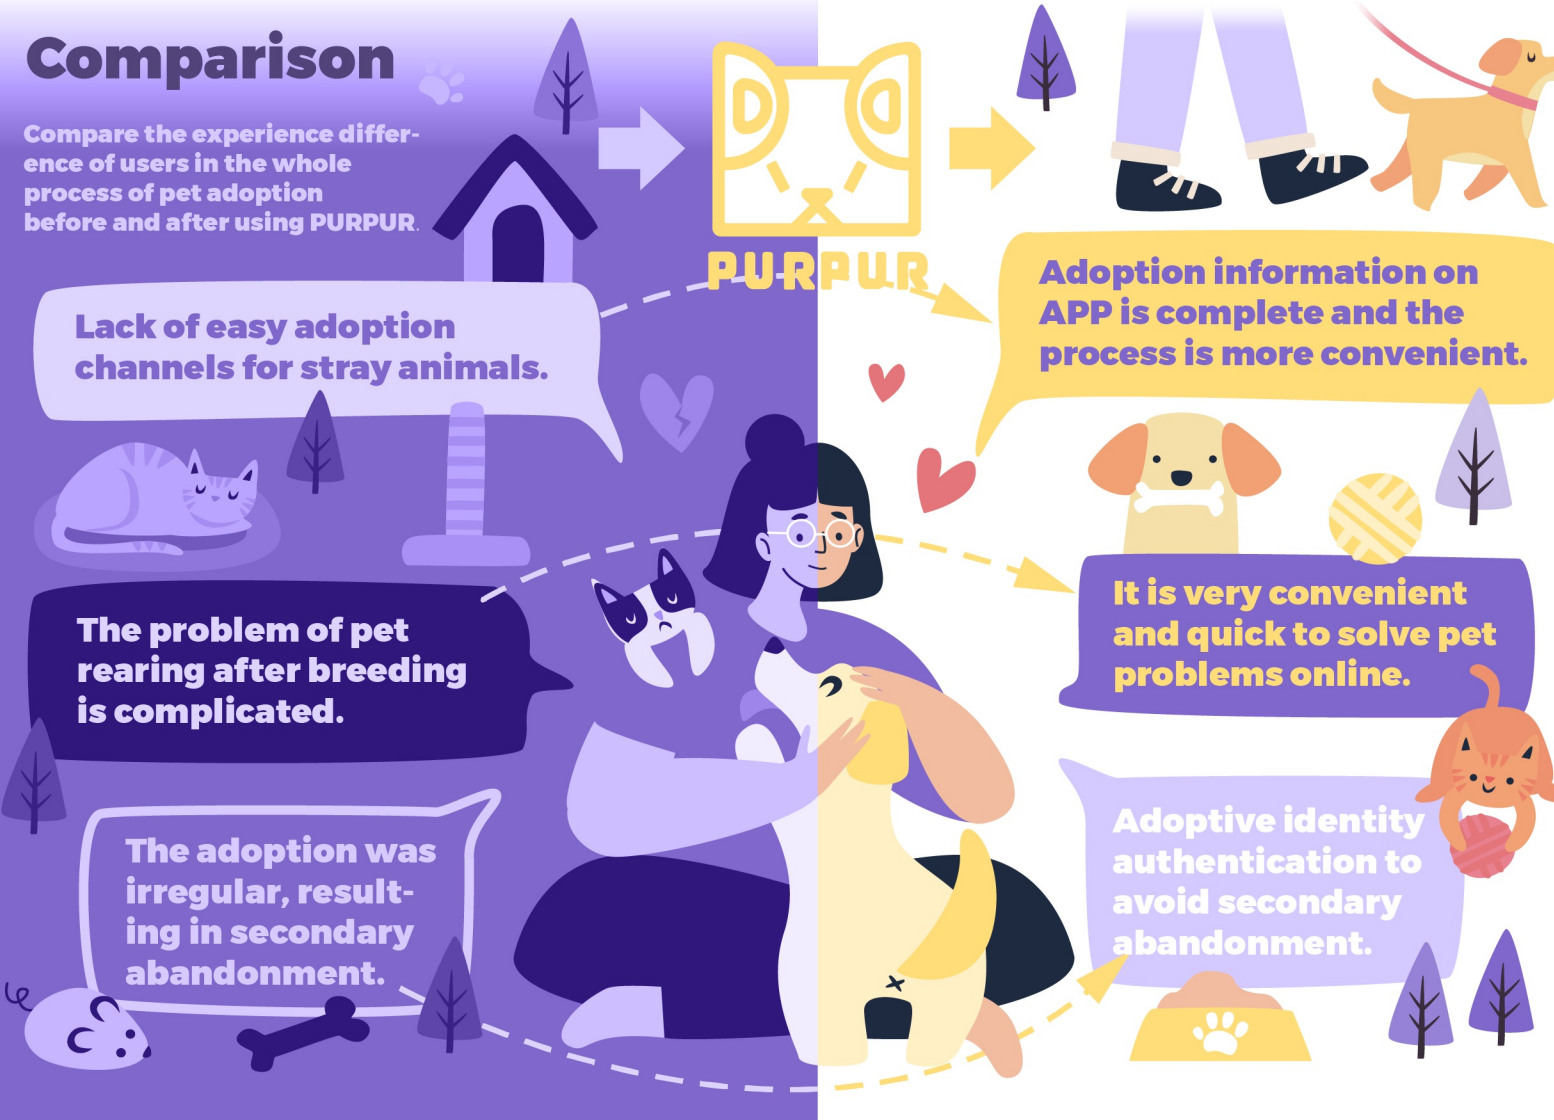 Comparison
Compare the experience differ-
ence of users in the whole
process of pet adoption
before and after using PURPUR.
PURPUR
Lack of easy adoption
channels for stray animals.
Adoption information on
APP is complete and the
process is more convenient.
The problem of pet
rearing after breeding
is complicated.
It is very convenient
and quick to solve pet
problems online.
The adoption was
irregular, result-
ing in secondary
abandonment.
Adoptive identity
authentication to
avoid secondary
abandonment.